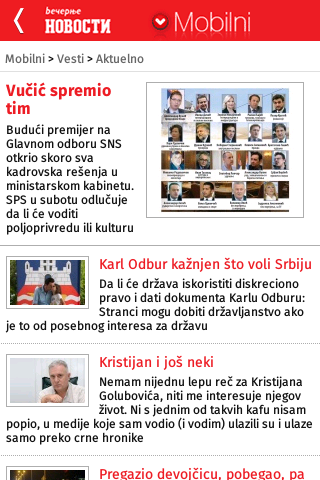 вечерње
НОВОСТИ
Mobilni
Mobilni > Vesti > Aktuelno
Vučić spremio
tim
Budući premijer na
Glavnom odboru SNS
otkrio skoro sva
kadrovska rešenja u
ministarskom kabinetu.
SPS u subotu odlučuje
da li će voditi
poljoprivredu ili kulturu
Karl Odbur kažnjen što voli Srbiju
Da li će država iskoristiti diskreciono
pravo i dati dokumenta Karlu Odburu:
Stranci mogu dobiti državljanstvo ako
je to od posebnog interesa za državu
Kristijan i još neki
Nemam nijednu lepu reč za Kristijana
Golubovića, niti me interesuje njegov
život. Ni s jednim od takvih kafu nisam
popio, u medije koje sam vodio (i vodim) ulazili su i ulaze
samo preko crne hronike
Pregazio devojčicu, pobegao, pa